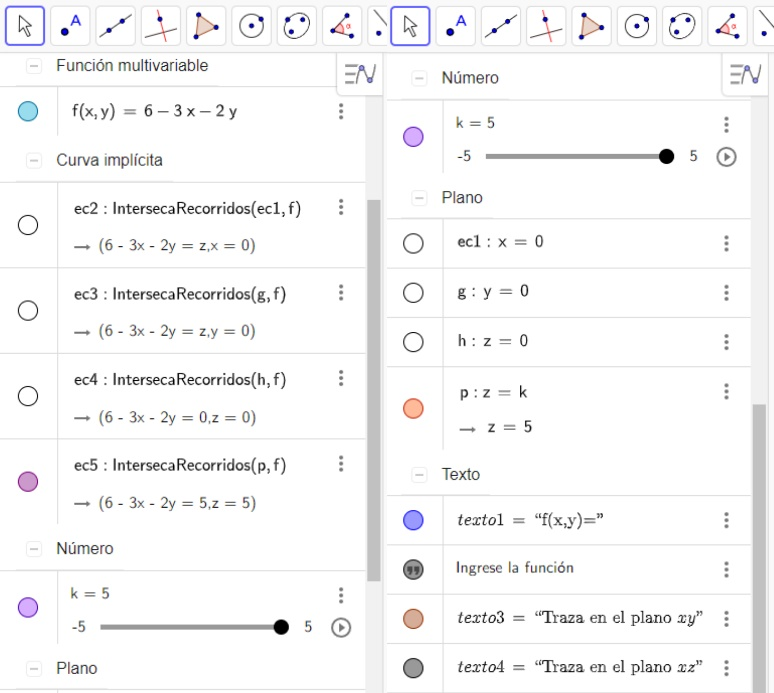 A
Función multivariable
f(x,y) = 6 – 3 x – 2 y
Curva implícita
ec2 : IntersecaRecorridos(ec1, f)
→ (6 - 3x - 2y = z,x = 0)
ec3 : IntersecaRecorridos(g, f)
→ (6 - 3x - 2y = z,y = 0)
ec4 : IntersecaRecorridos(h, f)
→ (6 - 3x - 2y = 0,z = 0)
ec5 : IntersecaRecorridos(p, f)
→ (6 - 3x - 2y = 5,z = 5)
Número
k = 5
-5 5
Plano
A
Número
k = 5
-5 5
Plano
ec1 : x = 0
g : y = 0
h : z = 0
p : z = k
→ z = 5
Texto
texto1 = “f(x,y)=”
Ingrese la función
texto3 = “Traza en el plano xy”
texto4 = “Traza en el plano xz”